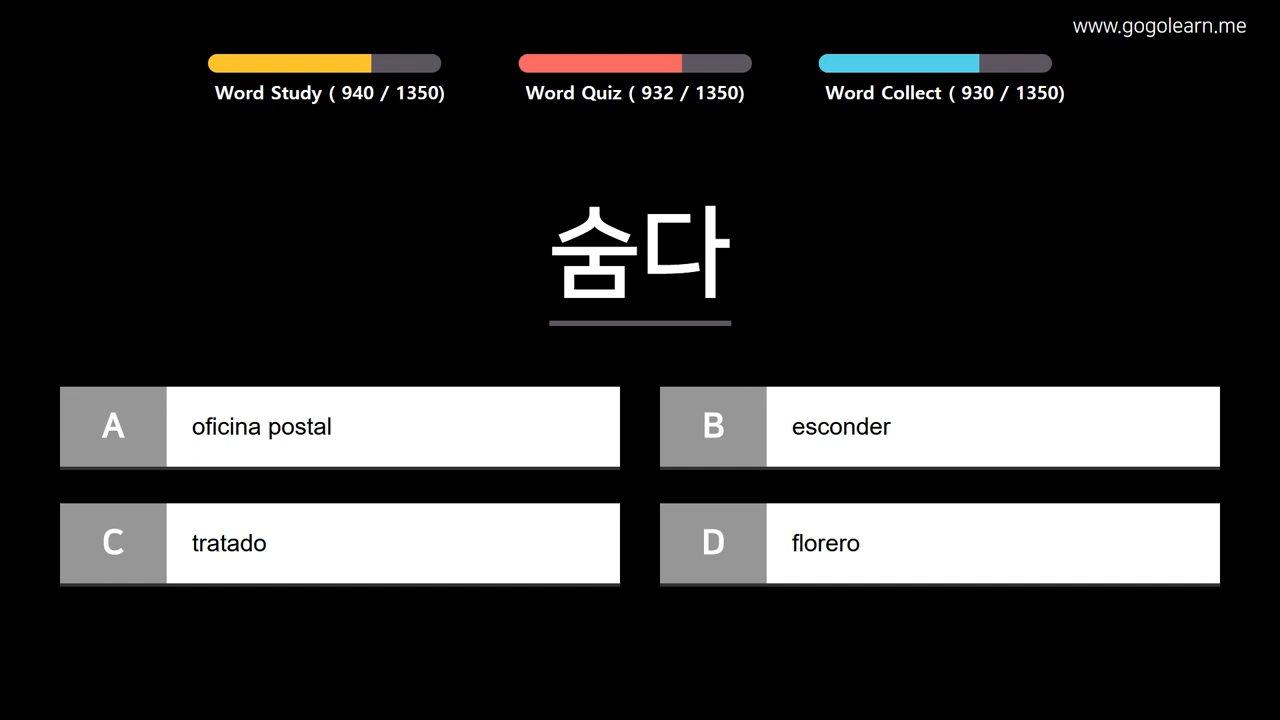 www.gogolearn.me
Word Study ( 940 / 1350)
Word Quiz ( 932 / 1350)
Word Collect ( 930 / 1350)
숨다
A oficina postal
B esconder
C tratado
D florero